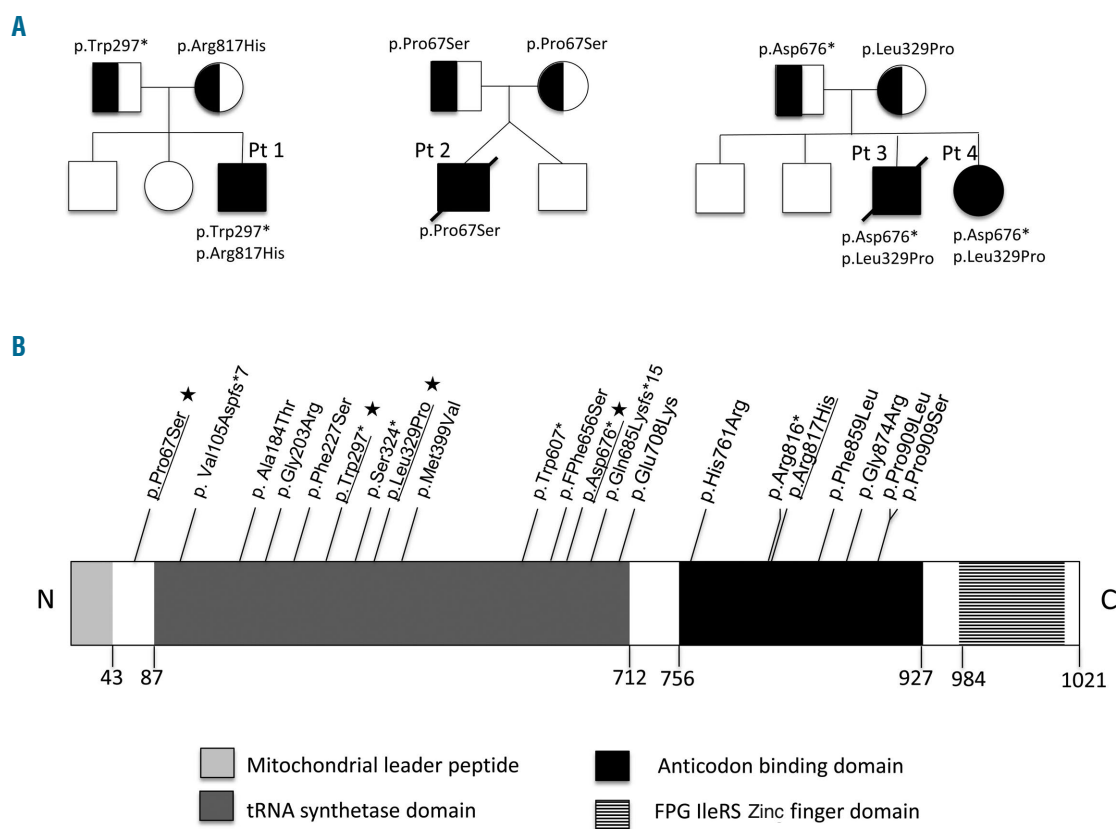 A
p.Trp297*
p.Arg817His
Pt 1
p.Trp297*
p.Arg817His
p.Pro67Ser
p.Pro67Ser
Pt 2
p.Pro67Ser
p.Asp676*
p.Leu329Pro
Pt 3
Pt 4
p.Asp676*
p.Leu329Pro
p.Asp676*
p.Leu329Pro
B
p.Pro67Ser ★
p. Val105Aspfs*7
p. Ala184Thr
p.Gly203Arg
p.Phe227Ser
p.Trp297* ★
p.Ser324*
p.Leu329Pro ★
p.Met399Val
p.Trp607*
p.FPhe656Ser
p.Asp676* ★
p.Gln685Lysfs*15
p.Glu708Lys
p.His761Arg
p.Arg816*
p.Arg817His
p.Phe859Leu
p.Gly874Arg
p.Pro909Leu
p.Pro909Ser
N
C
43 87 712 756 927 984 1021
Mitochondrial leader peptide
Anticodon binding domain
tRNA synthetase domain
FPG IleRS Zinc finger domain